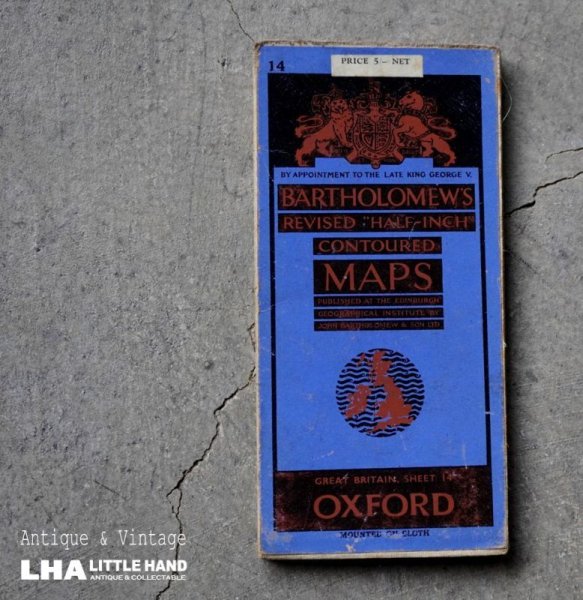 14
PRICE 5 - NET
BY APPOINTMENT TO THE LATE KING GEORGE V.
BARTHOLOMEW'S
REVISED "HALF-INCH"
CONTOURED
MAPS
PUBLISHED AT THE EDINBURGH
GEOGRAPHICAL INSTITUTE BY
JOHN BARTHOLOMEW & SON LTD
GREAT BRITAIN, SHEET 14
OXFORD
MOUNTED ON CLOTH
Antique & Vintage
LHA LITTLE HAND
ANTIQUE & COLLECTABLE